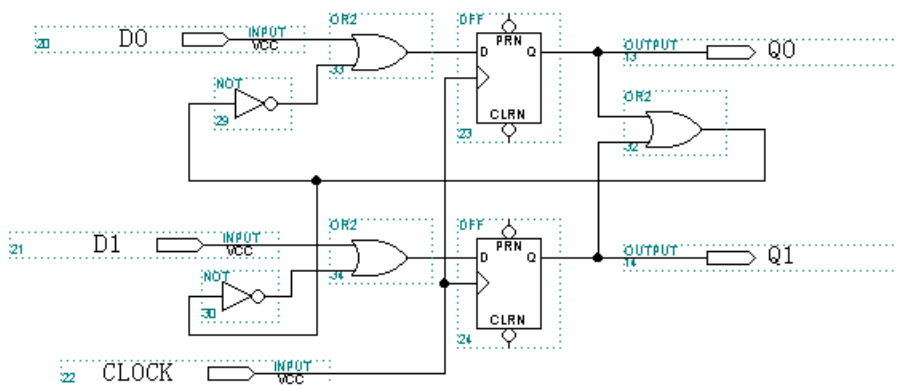 OR2
DFF
20 D0 INPUT VCC
33
D PRN Q
OUTPUT 13 Q0
NOT
29
CLRN
23
OR2
32
21 D1 INPUT VCC
OR2
34
DFF
D PRN Q
OUTPUT 14 Q1
NOT
30
CLRN
24
22 CLOCK INPUT VCC